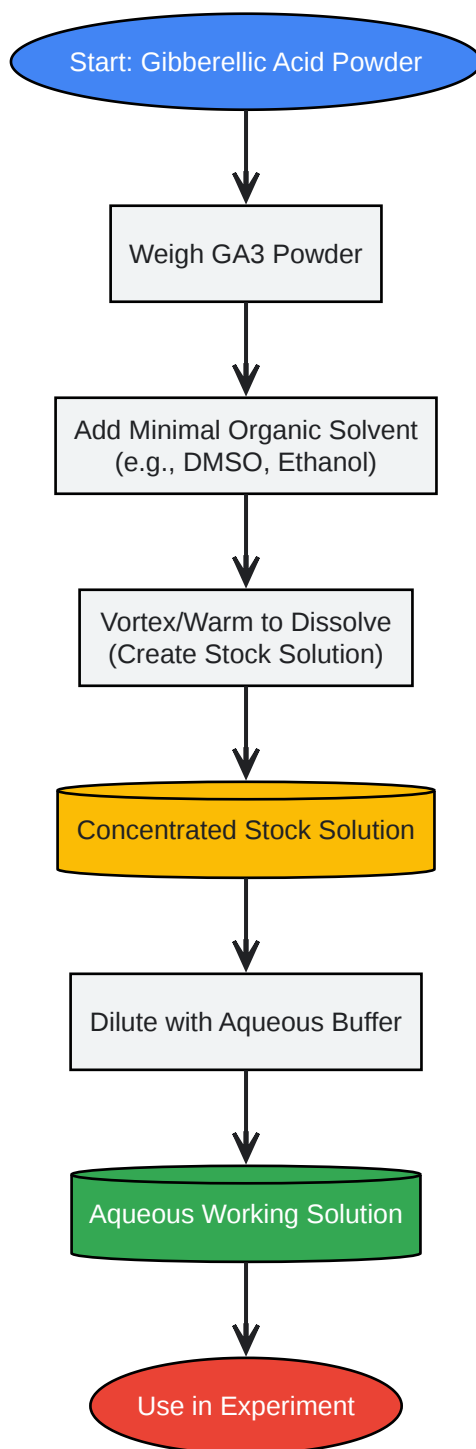 Start: Gibberellic Acid Powder
Weigh GA3 Powder
Add Minimal Organic Solvent
(e.g., DMSO, Ethanol)
Vortex/Warm to Dissolve
(Create Stock Solution)
Concentrated Stock Solution
Dilute with Aqueous Buffer
Aqueous Working Solution
Use in Experiment